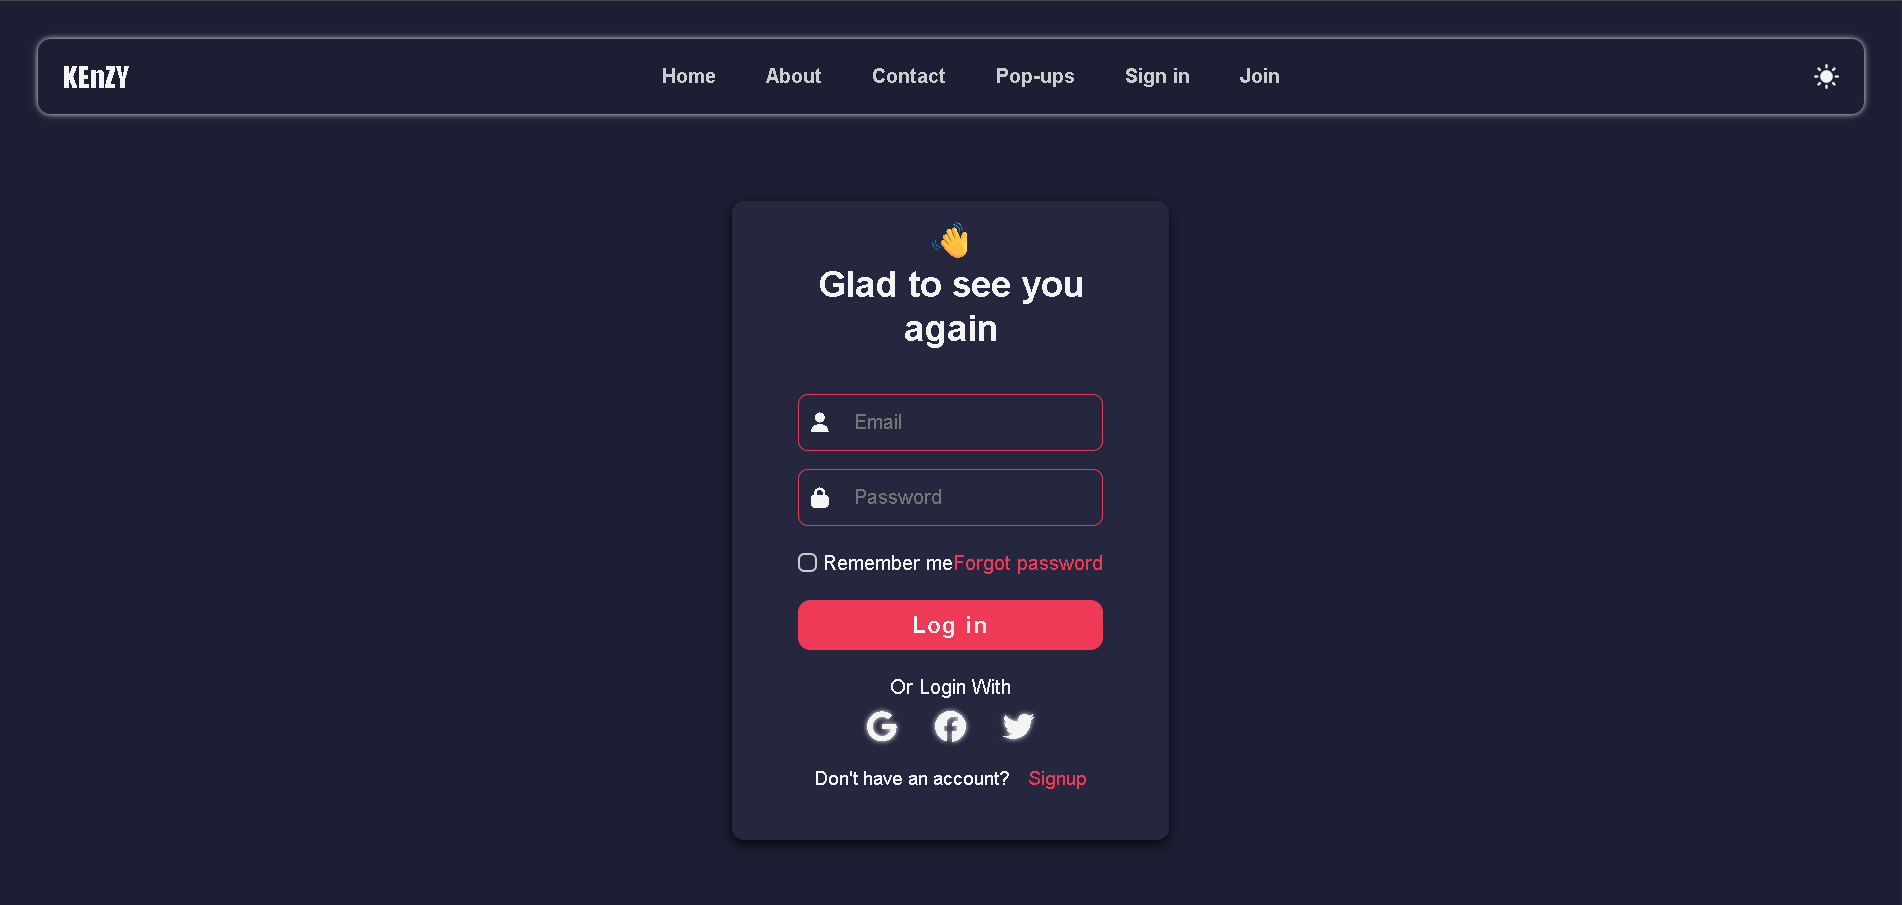 KEnZY
Home About Contact Pop-ups Sign in Join
Glad to see you
again
Email
Password
Remember meForgot password
Log in
Or Login With
Don't have an account? Signup